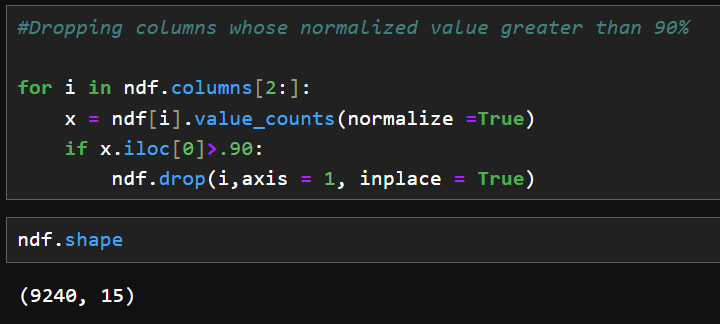 #Dropping columns whose normalized value greater than 90%
for i in ndf.columns[2:]:
    x = ndf[i].value_counts(normalize =True)
    if x.iloc[0]>.90:
        ndf.drop(i,axis = 1, inplace = True)
ndf.shape
(9240, 15)